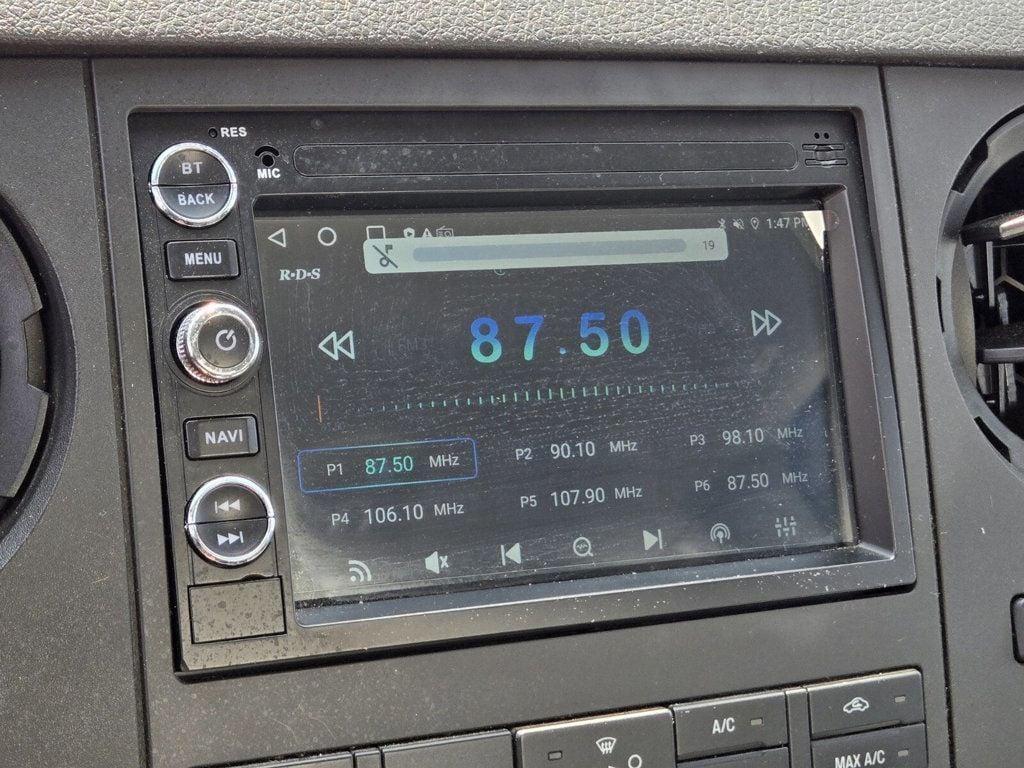 RES
MIC
BT
BACK
MENU
NAVI
1:47 PM
19
R·D·S
87.50
P1 87.50 MHz
P2 90.10 MHz
P3 98.10 MHz
P4 106.10 MHz
P5 107.90 MHz
P6 87.50 MHz
A/C
MAX A/C